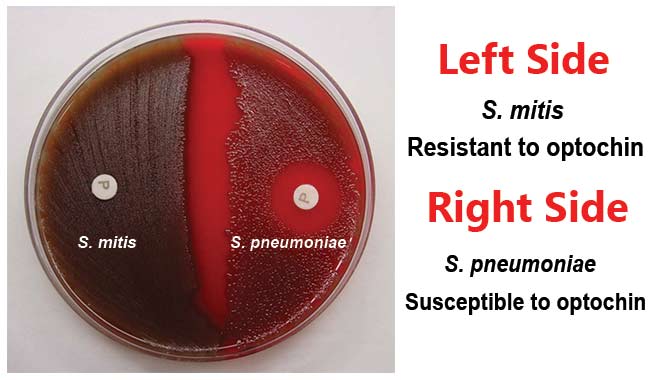 Left Side
S. mitis
Resistant to optochin
Right Side
S. pneumoniae
Susceptible to optochin
P
P
S. mitis
S. pneumoniae